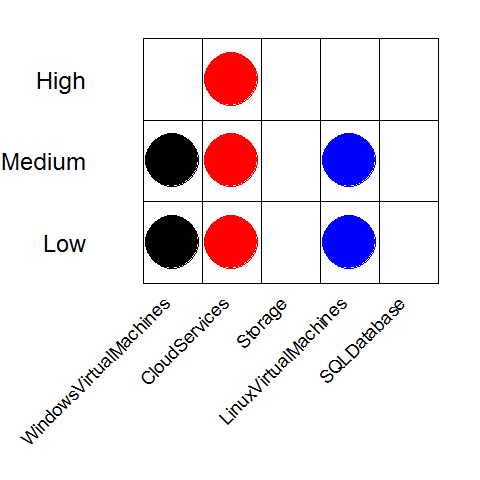 High
Medium
Low
WindowsVirtualMachines
CloudServices
Storage
LinuxVirtualMachines
SQLDatabase